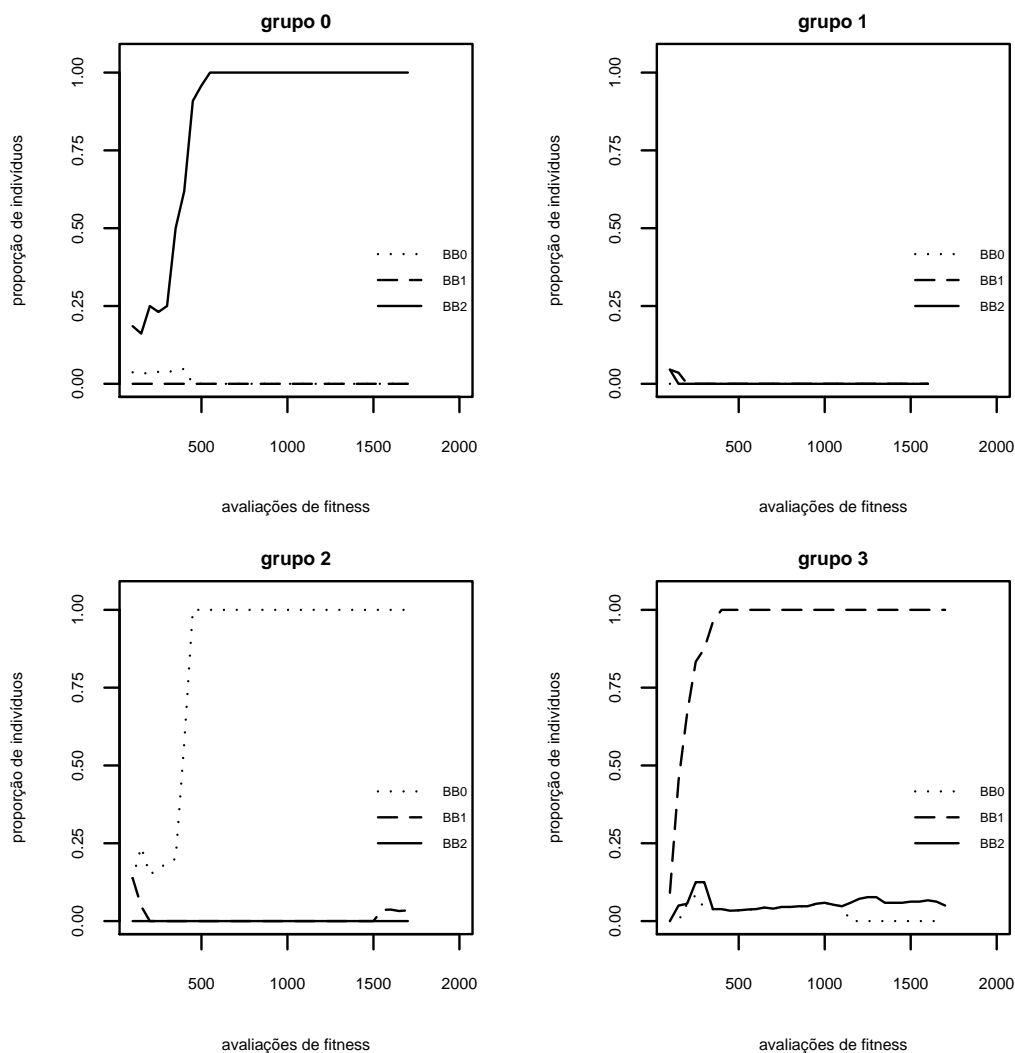 grupo 0
proporção de indivíduos
0.00 0.25 0.50 0.75 1.00
BB0
BB1
BB2
500 1000 1500 2000
avaliações de fitness
grupo 1
proporção de indivíduos
0.00 0.25 0.50 0.75 1.00
BB0
BB1
BB2
500 1000 1500 2000
avaliações de fitness
grupo 2
proporção de indivíduos
0.00 0.25 0.50 0.75 1.00
BB0
BB1
BB2
500 1000 1500 2000
avaliações de fitness
grupo 3
proporção de indivíduos
0.00 0.25 0.50 0.75 1.00
BB0
BB1
BB2
500 1000 1500 2000
avaliações de fitness